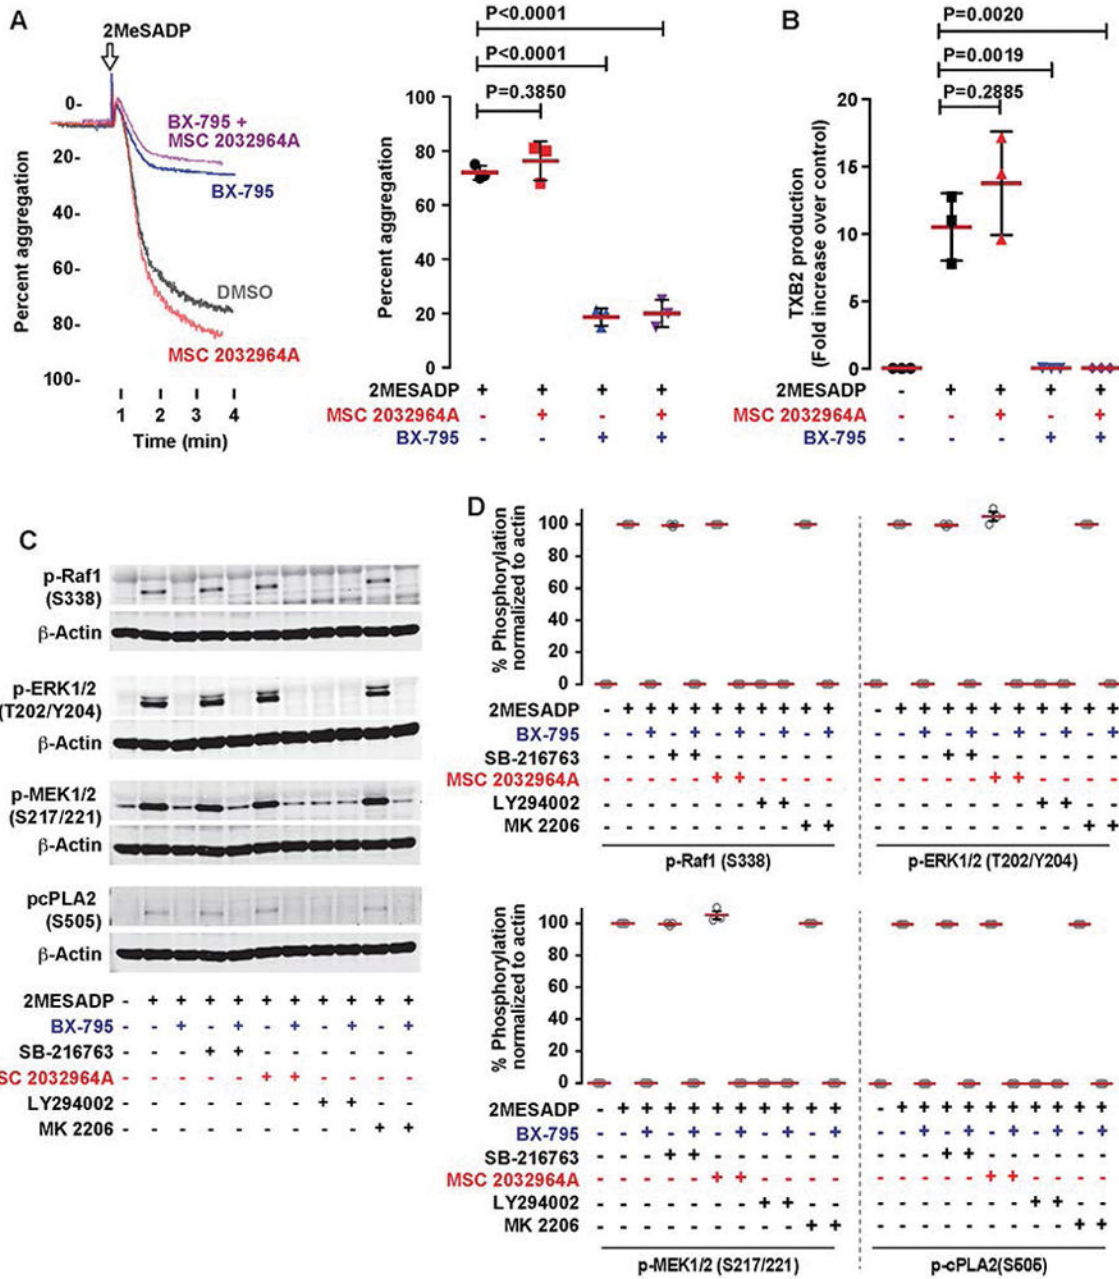 A
2MeSADP
0-
20-
40-
60-
80-
100-
Percent aggregation
BX-795 +
MSC 2032964A
BX-795
DMSO
MSC 2032964A
1 2 3 4
Time (min)
P<0.0001
P<0.0001
P=0.3850
100
80
60
40
20
0
Percent aggregation
2MESADP + + + +
MSC 2032964A - + - +
BX-795 - - + +
B
P=0.0020
P=0.0019
P=0.2885
20
15
10
5
0
TXB2 production
(Fold increase over control)
2MESADP - + + + +
MSC 2032964A - - + - +
BX-795 - - - + +
C
p-Raf1
(S338)
β-Actin
p-ERK1/2
(T202/Y204)
β-Actin
p-MEK1/2
(S217/221)
β-Actin
pcPLA2
(S505)
β-Actin
2MESADP - + + + + + + + + + +
BX-795 - - + - + - + - + - +
SB-216763 - - - + + - - - - - -
SC 2032964A - - - - - + + - - - -
LY294002 - - - - - - - + + - -
MK 2206 - - - - - - - - - + +
D
100
80
60
40
20
0
% Phosphorylation
normalized to actin
2MESADP - + + + + + + + + + + - + + + + + + + + + +
BX-795 - - + - + - + - + - + - - + - + - + - + - +
SB-216763 - - - + + - - - - - - - - - + + - - - - - -
MSC 2032964A - - - - - + + - - - - - - - - - + + - - - -
LY294002 - - - - - - - + + - - - - - - - - - + + - -
MK 2206 - - - - - - - - - + + - - - - - - - - - + +
p-Raf1 (S338) p-ERK1/2 (T202/Y204)
100
80
60
40
20
0
% Phosphorylation
normalized to actin
2MESADP - + + + + + + + + + + - + + + + + + + + + +
BX-795 - - + - + - + - + - + - - + - + - + - + - +
SB-216763 - - - + + - - - - - - - - - + + - - - - - -
MSC 2032964A - - - - - + + - - - - - - - - - + + - - - -
LY294002 - - - - - - - + + - - - - - - - - - + + - -
MK 2206 - - - - - - - - - + + - - - - - - - - - + +
p-MEK1/2 (S217/221) p-cPLA2(S505)